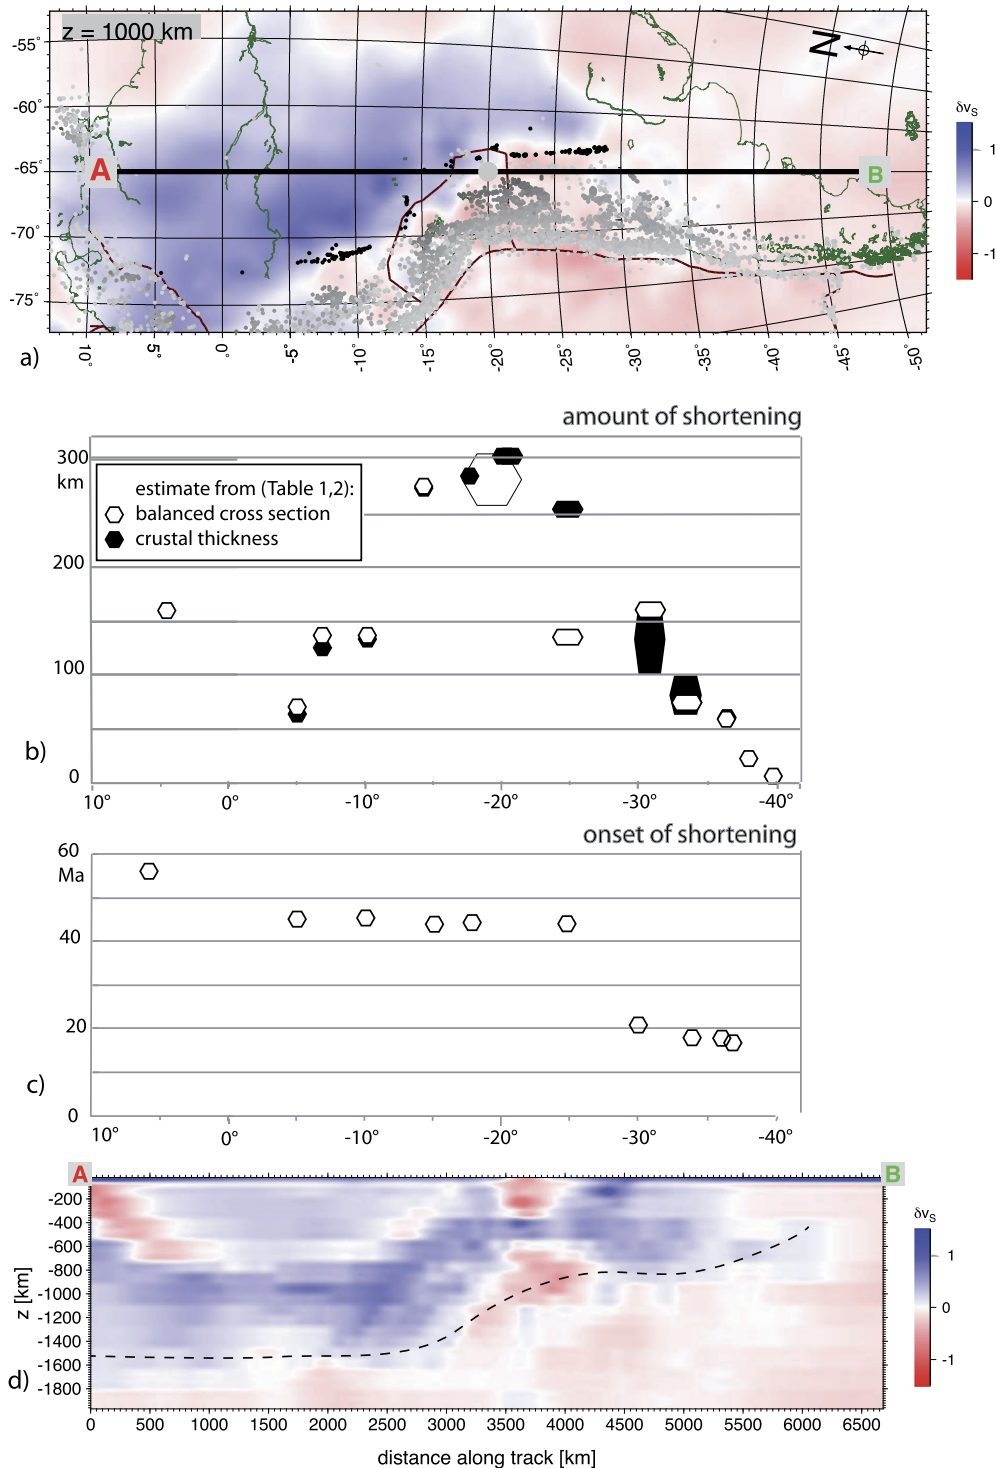 z = 1000 km
N
-55°
-60°
-65°
-70°
-75°
A
B
δvS
1
0
-1
10°
5°
0°
-5°
-10°
-15°
-20°
-25°
-30°
-35°
-40°
-45°
-50°
a)
amount of shortening
300
km
200
100
0
estimate from (Table 1,2):
balanced cross section
crustal thickness
b)
10° 0° -10° -20° -30° -40°
onset of shortening
60
Ma
40
20
0
c)
10° 0° -10° -20° -30° -40°
A
B
-200
-400
-600
-800
-1000
-1200
-1400
-1600
-1800
z [km]
d)
δvS
1
0
-1
0 500 1000 1500 2000 2500 3000 3500 4000 4500 5000 5500 6000 6500
distance along track [km]